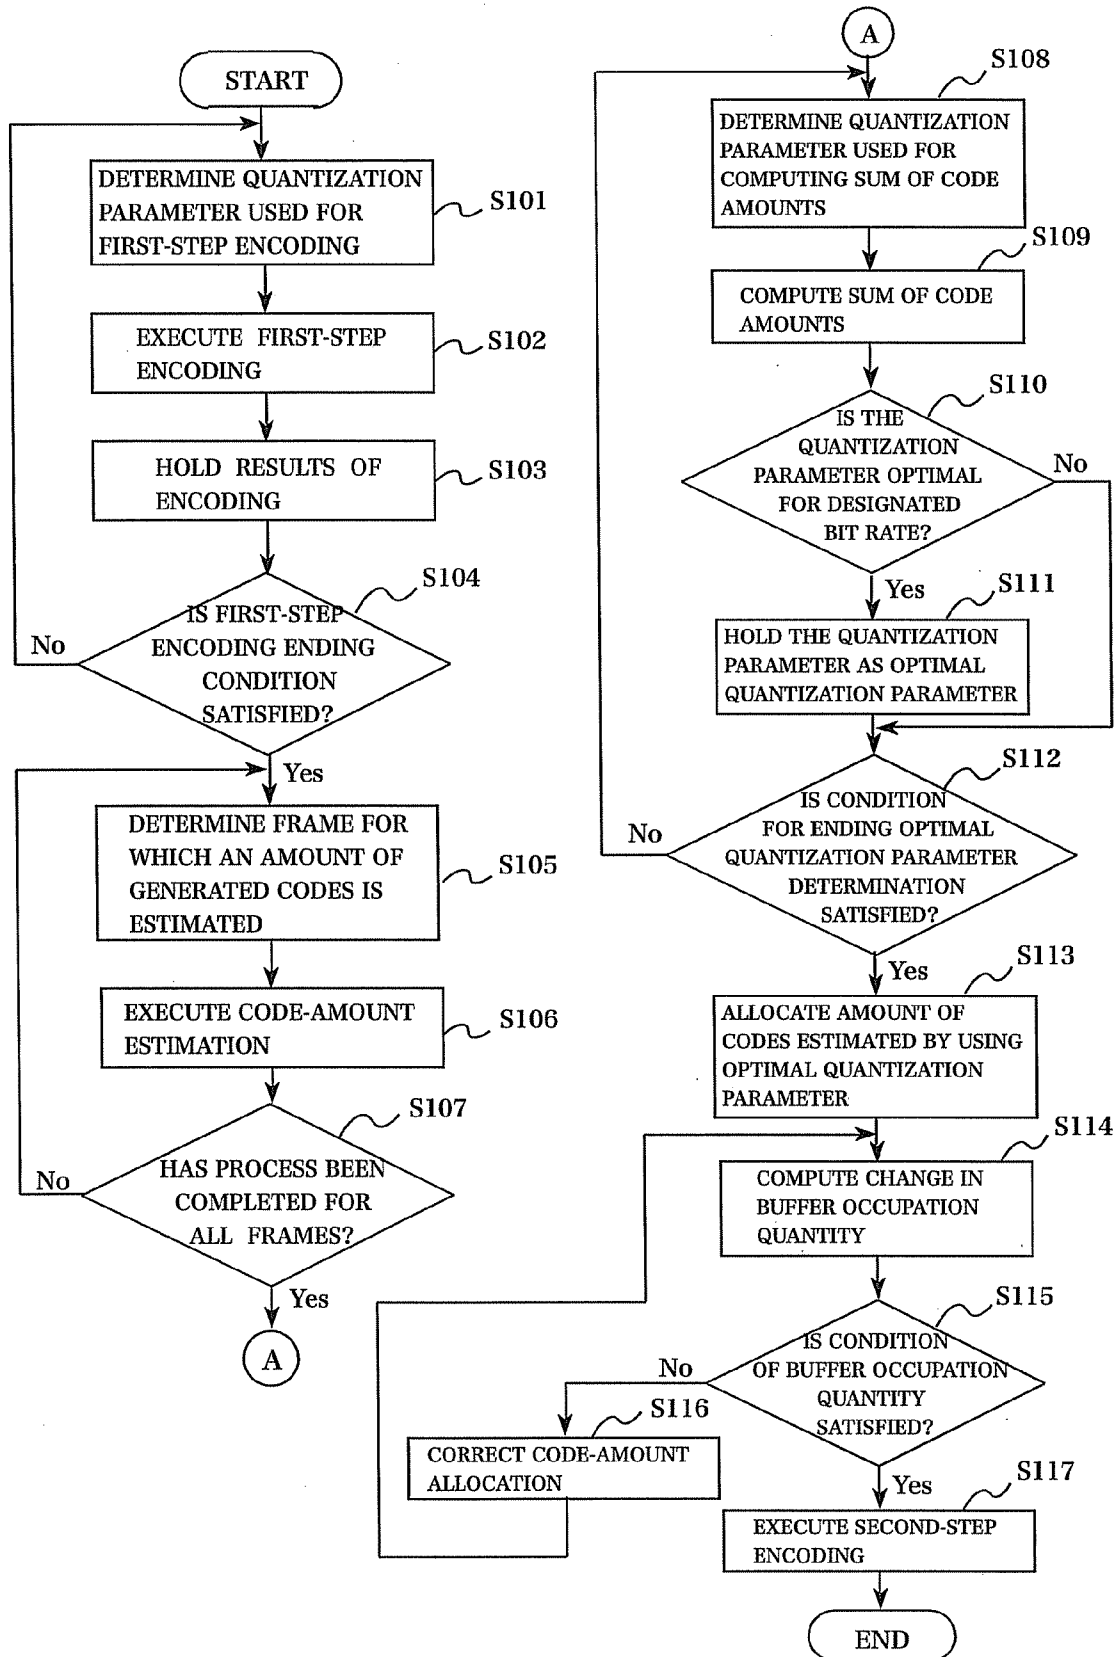 START
DETERMINE QUANTIZATION
PARAMETER USED FOR
FIRST-STEP ENCODING
S101
EXECUTE FIRST-STEP
ENCODING
S102
HOLD RESULTS OF
ENCODING
S103
S104
IS FIRST-STEP
ENCODING ENDING
CONDITION
SATISFIED?
No
Yes
DETERMINE FRAME FOR
WHICH AN AMOUNT OF
GENERATED CODES IS
ESTIMATED
S105
EXECUTE CODE-AMOUNT
ESTIMATION
S106
S107
HAS PROCESS BEEN
COMPLETED FOR
ALL FRAMES?
No
Yes
A
A
S108
DETERMINE QUANTIZATION
PARAMETER USED FOR
COMPUTING SUM OF CODE
AMOUNTS
S109
COMPUTE SUM OF CODE
AMOUNTS
S110
IS THE
QUANTIZATION
PARAMETER OPTIMAL
FOR DESIGNATED
BIT RATE?
No
Yes
S111
HOLD THE QUANTIZATION
PARAMETER AS OPTIMAL
QUANTIZATION PARAMETER
S112
IS CONDITION
FOR ENDING OPTIMAL
QUANTIZATION PARAMETER
DETERMINATION
SATISFIED?
No
Yes
S113
ALLOCATE AMOUNT OF
CODES ESTIMATED BY USING
OPTIMAL QUANTIZATION
PARAMETER
S114
COMPUTE CHANGE IN
BUFFER OCCUPATION
QUANTITY
S115
IS CONDITION
OF BUFFER OCCUPATION
QUANTITY
SATISFIED?
No
S116
CORRECT CODE-AMOUNT
ALLOCATION
Yes
S117
EXECUTE SECOND-STEP
ENCODING
END